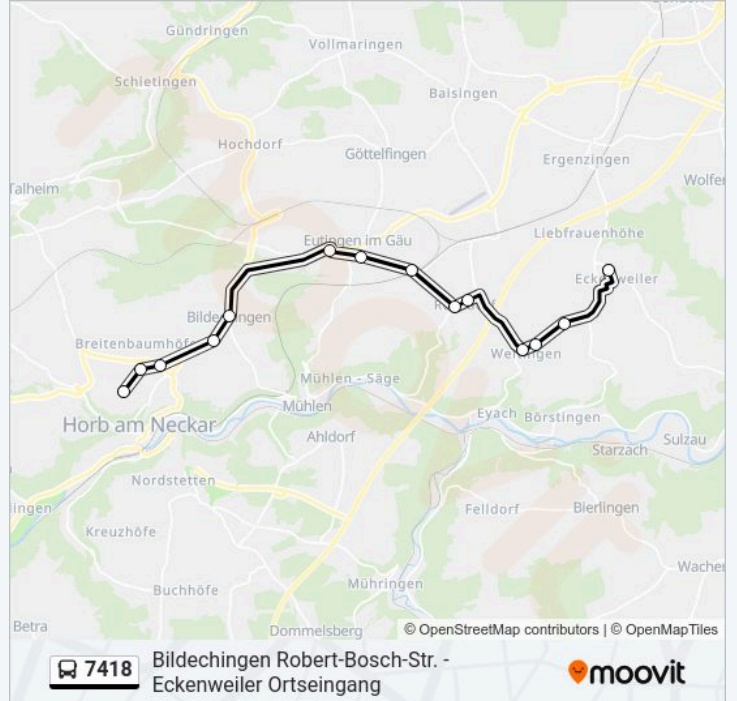 Gündringen
Vollmaringen
Schietingen
Baisingen
Hochdorf
Göttelfingen
Ergenzingen
Talheim
Wolfen
Liebfrauenhöhe
Eutingen im Gäu
Eckenweiler
Bildechingen
Weitingen
Breitenbaumhöfe
Mühlen - Säge
Mühlen
Eyach
Börstingen
Horb am Neckar
Ahldorf
Sulzau
Starzach
Nordstetten
lingen
Felldorf
Bierlingen
Kreuzhöfe
Wachen
Mühringen
Buchhöfe
Betra
Dommelsberg
© OpenStreetMap contributors | © OpenMapTiles
7418
Bildechingen Robert-Bosch-Str. -
Eckenweiler Ortseingang
moovit